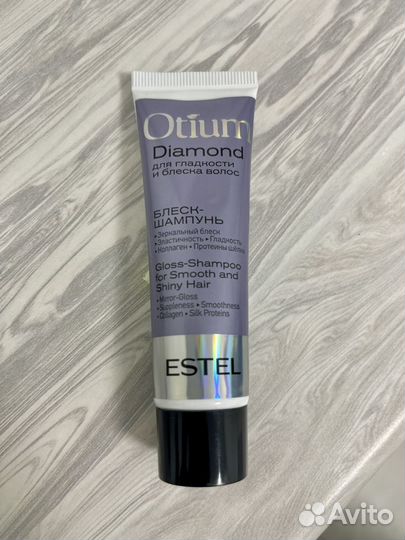 Otium
Diamond
для гладкости
и блеска волос
БЛЕСК-
ШАМПУНЬ
• Зеркальный блеск
• Эластичность • Гладкость
• Коллаген • Протеины шёлка
Gloss-Shampoo
for Smooth and
Shiny Hair
• Mirror-Gloss
• Suppleness • Smoothness
• Collagen • Silk Proteins
ESTEL
Avito